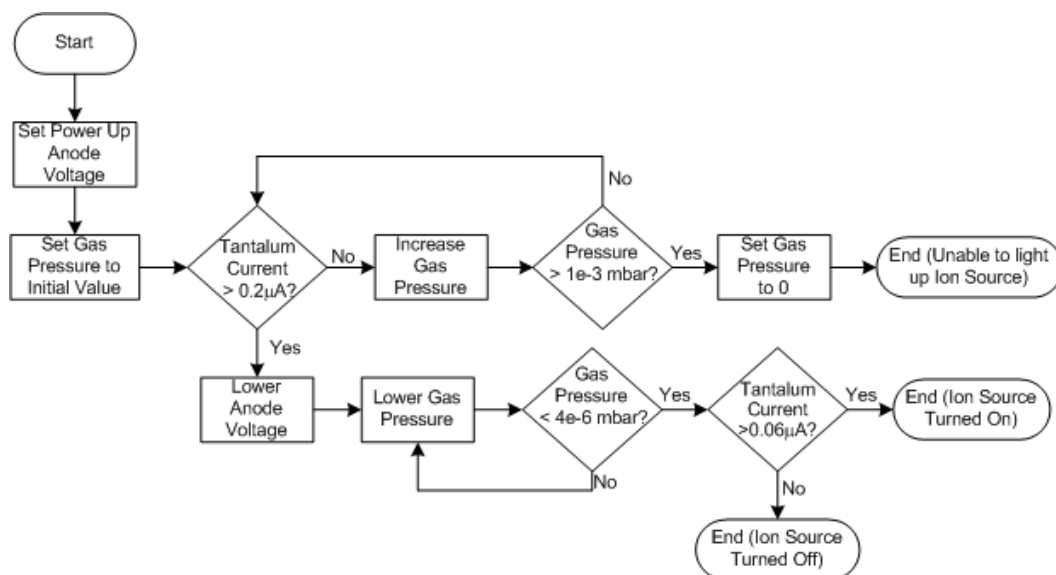 Start
Set Power Up
Anode
Voltage
Set Gas
Pressure to
Initial Value
Tantalum
Current
> 0.2µA?
No
Increase
Gas
Pressure
No
Gas
Pressure
> 1e-3 mbar?
Yes
Set Gas
Pressure
to 0
End (Unable to light
up Ion Source)
Yes
Lower
Anode
Voltage
Lower Gas
Pressure
Gas
Pressure
< 4e-6 mbar?
No
Yes
Tantalum
Current
>0.06µA?
Yes
End (Ion Source
Turned On)
No
End (Ion Source
Turned Off)